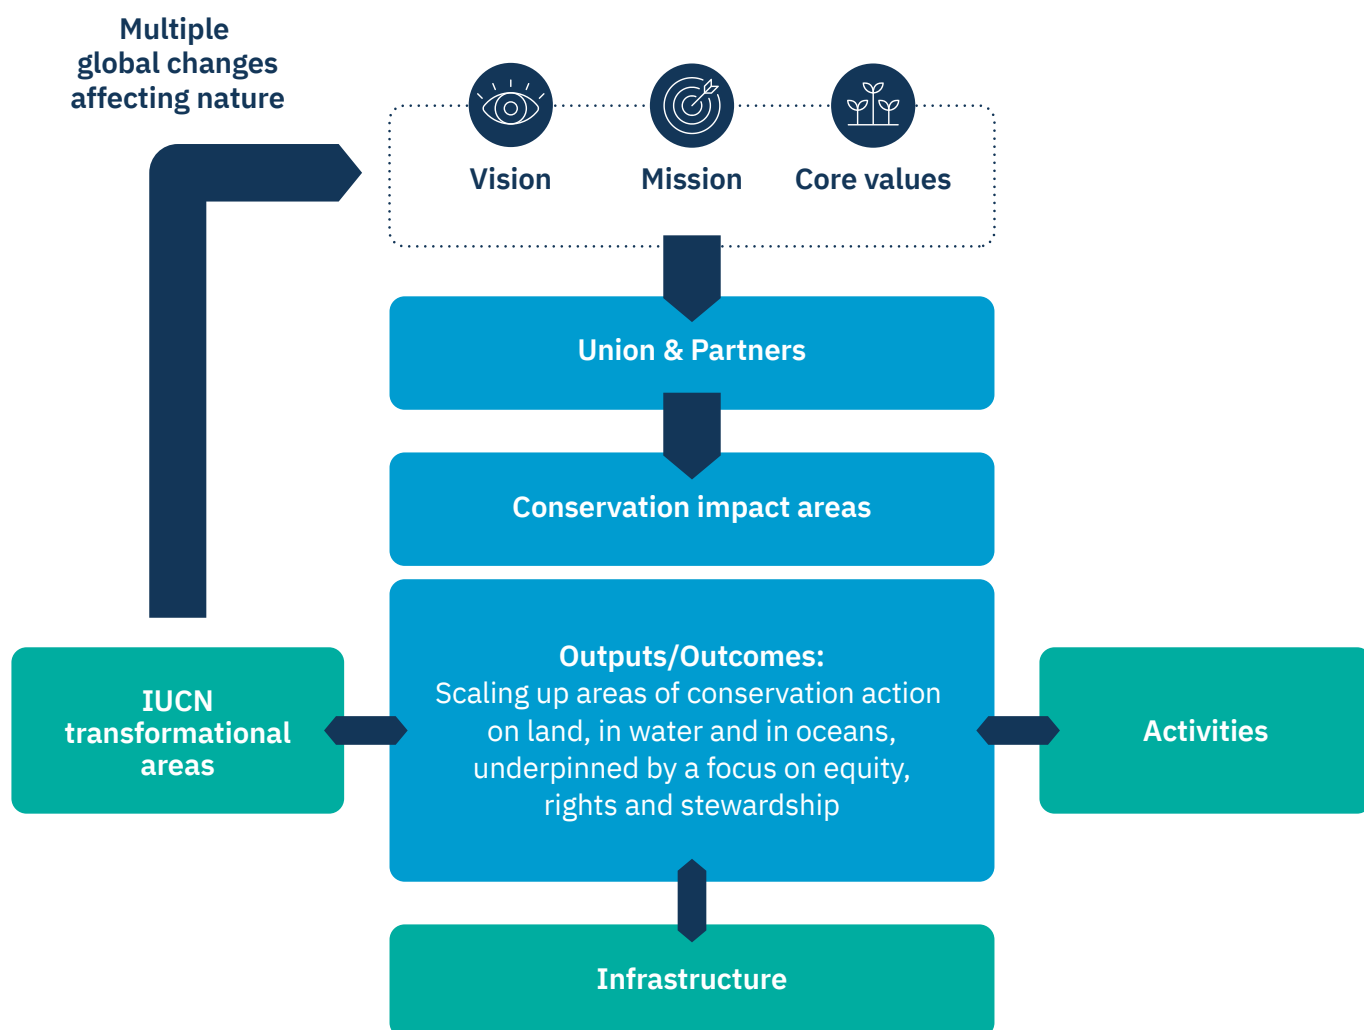 Multiple
global changes
affecting nature
Vision
Mission
Core values
Union & Partners
Conservation impact areas
Outputs/Outcomes:
Scaling up areas of conservation action
on land, in water and in oceans,
underpinned by a focus on equity,
rights and stewardship
IUCN
transformational
areas
Activities
Infrastructure